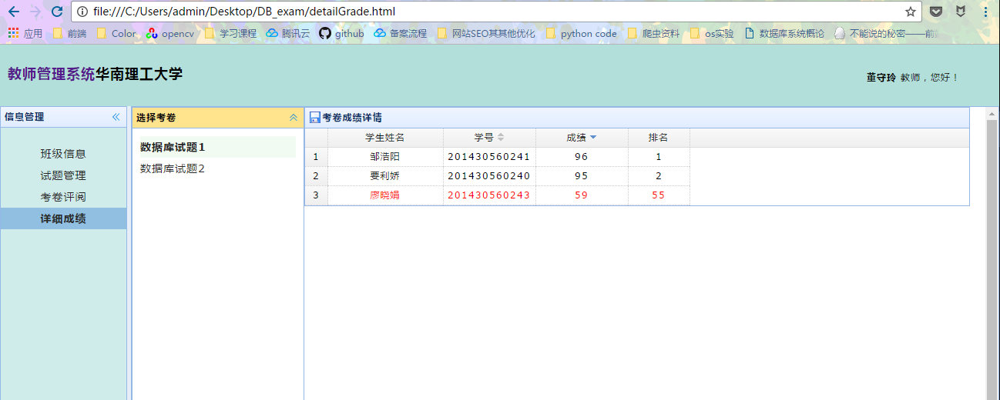 file:///C:/Users/admin/Desktop/DB_exam/detailGrade.html
应用 前端 Color opencv 学习课程 腾讯云 github 备案流程 网站SEO其其他优化 python code 爬虫资料 os实验 数据库系统概论 不能说的秘密——前
教师管理系统华南理工大学
董守玲 教师，您好！
信息管理
班级信息
试题管理
考卷评阅
详细成绩
选择考卷
数据库试题1
数据库试题2
考卷成绩详情
学生姓名 学号 成绩 排名
1 邹洁阳 201430560241 96 1
2 要利娇 201430560240 95 2
3 廖晓娟 201430560243 59 55